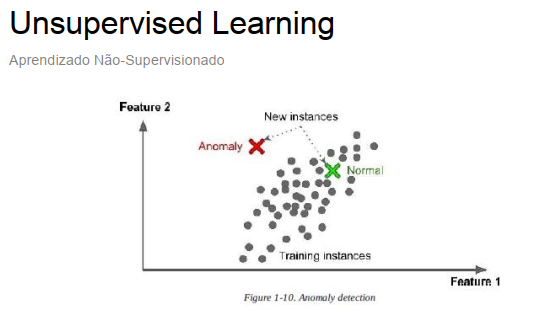 Unsupervised Learning
Aprendizado Não-Supervisionado
Feature 2
New instances
Anomaly
Normal
Training instances
Feature 1
Figure 1-10. Anomaly detection